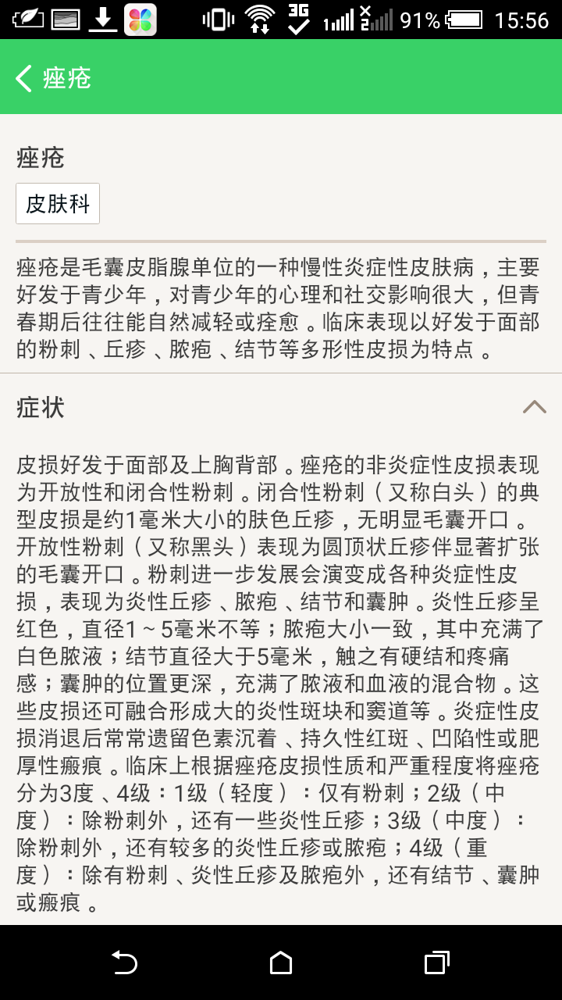 3G
1
2
91%
15:56
痤疮
痤疮
皮肤科
痤疮是毛囊皮脂腺单位的一种慢性炎症性皮肤病，主要
好发于青少年，对青少年的心理和社交影响很大，但青
春期后往往能自然减轻或痊愈。临床表现以好发于面部
的粉刺、丘疹、脓疱、结节等多形性皮损为特点。
症状
皮损好发于面部及上胸背部。痤疮的非炎症性皮损表现
为开放性和闭合性粉刺。闭合性粉刺（又称白头）的典
型皮损是约1毫米大小的肤色丘疹，无明显毛囊开口。
开放性粉刺（又称黑头）表现为圆顶状丘疹伴显著扩张
的毛囊开口。粉刺进一步发展会演变成各种炎症性皮
损，表现为炎性丘疹、脓疱、结节和囊肿。炎性丘疹呈
红色，直径1～5毫米不等；脓疱大小一致，其中充满了
白色脓液；结节直径大于5毫米，触之有硬结和疼痛
感；囊肿的位置更深，充满了脓液和血液的混合物。这
些皮损还可融合形成大的炎性斑块和窦道等。炎症性皮
损消退后常常遗留色素沉着、持久性红斑、凹陷性或肥
厚性瘢痕。临床上根据痤疮皮损性质和严重程度将痤疮
分为3度、4级：1级（轻度）：仅有粉刺；2级（中
度）：除粉刺外，还有一些炎性丘疹；3级（中度）：
除粉刺外，还有较多的炎性丘疹或脓疱；4级（重
度）：除有粉刺、炎性丘疹及脓疱外，还有结节、囊肿
或瘢痕。